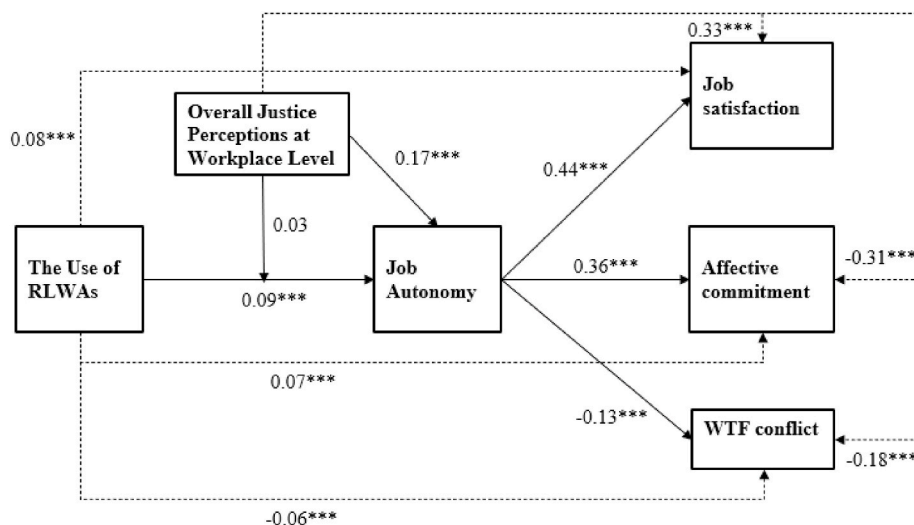 0.33***
Overall Justice
Perceptions at
Workplace Level
Job
satisfaction
0.08***
0.17***
0.44***
0.03
The Use of
RLWAs
Job
Autonomy
0.09***
0.36***
Affective
commitment
-0.31***
0.07***
-0.13***
WTF conflict
-0.18***
-0.06***